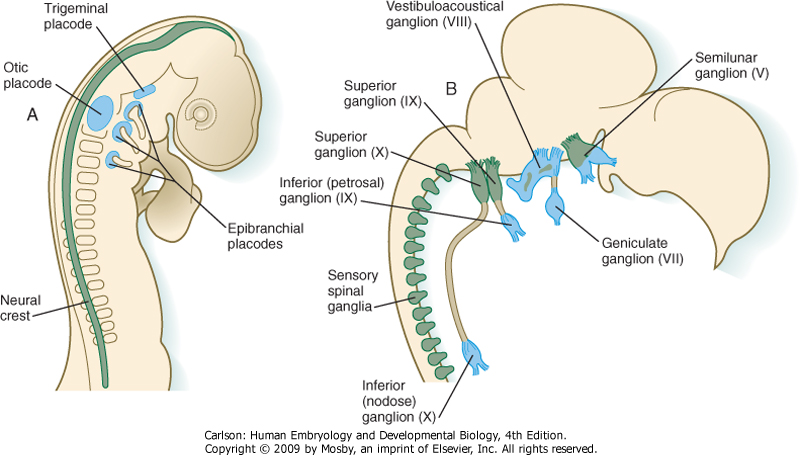 Trigeminal
placode
Otic
placode
A
Epibranchial
placodes
Neural
crest
Vestibuloacoustical
ganglion (VIII)
Semilunar
ganglion (V)
Superior
ganglion (IX)
B
Superior
ganglion (X)
Inferior (petrosal)
ganglion (IX)
Geniculate
ganglion (VII)
Sensory
spinal
ganglia
Inferior
(nodose)
ganglion (X)
Carlson: Human Embryology and Developmental Biology, 4th Edition.
Copyright © 2009 by Mosby, an imprint of Elsevier, Inc. All rights reserved.